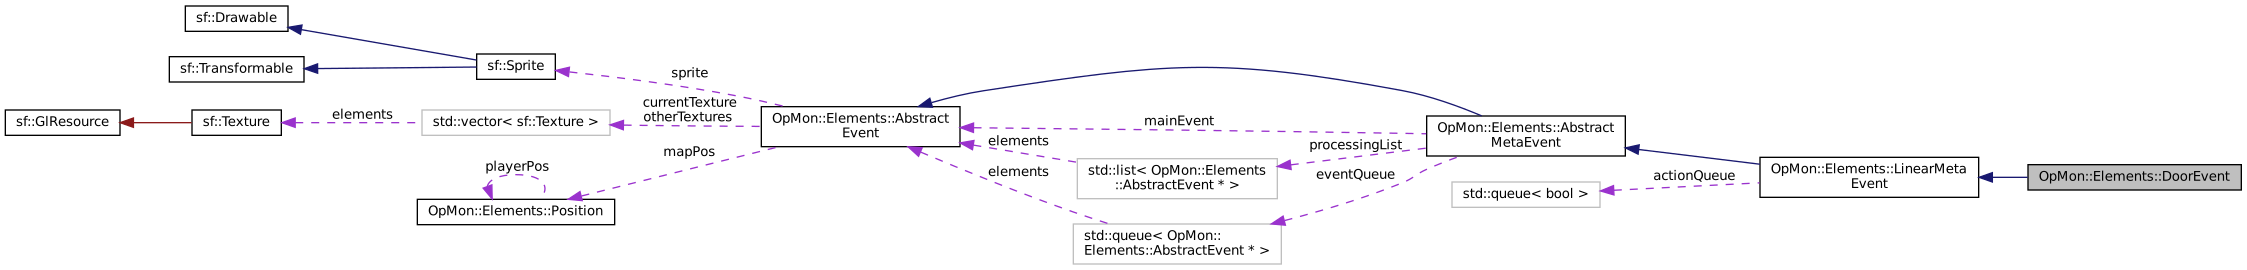 sf::Drawable
sf::Transformable
sf::GlResource
sf::Texture
elements
sf::Sprite
std::vector< sf::Texture >
playerPos
OpMon::Elements::Position
sprite
currentTexture
otherTextures
mapPos
OpMon::Elements::Abstract
Event
mainEvent
elements
elements
std::list< OpMon::Elements
::AbstractEvent * >
std::queue< OpMon::
Elements::AbstractEvent * >
processingList
eventQueue
OpMon::Elements::Abstract
MetaEvent
std::queue< bool >
actionQueue
OpMon::Elements::LinearMeta
Event
OpMon::Elements::DoorEvent